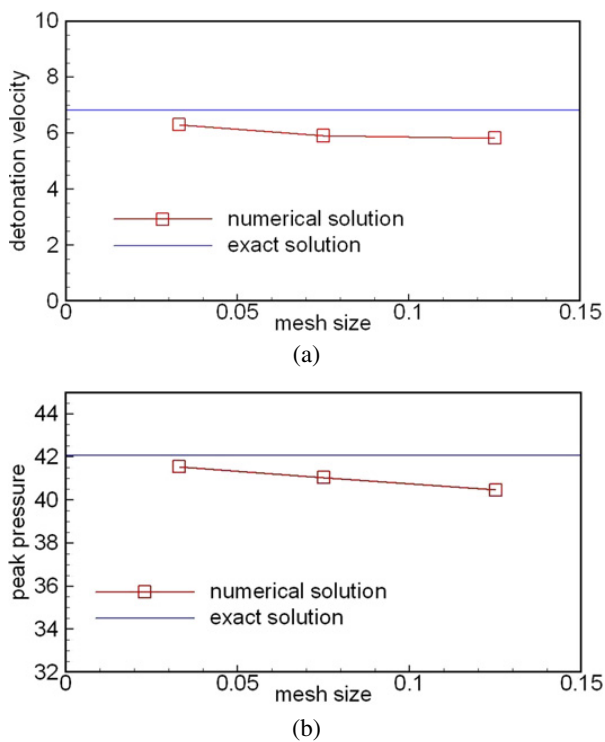 10
8
6
4
2
0
detonation velocity
numerical solution
exact solution
0 0.05 0.1 0.15
mesh size
(a)
44
42
40
38
36
34
32
peak pressure
numerical solution
exact solution
0 0.05 0.1 0.15
mesh size
(b)